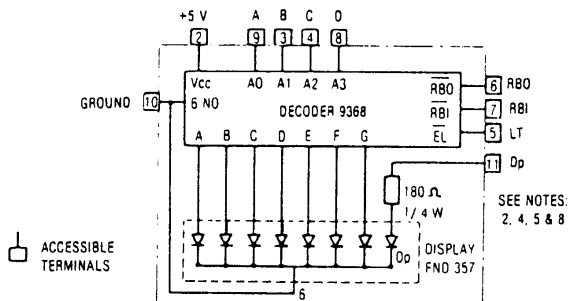 +5 V A B C D
2 9 3 4 8
Vcc A0 A1 A2 A3
GROUND 10 6 NO
DECODER 9368
RBO 6 RBO
RBI 7 RBI
EL 5 LT
A B C D E F G
11 Dp
180 Ω
1/4 W
SEE NOTES:
2, 4, 5 & 8
ACCESSIBLE
TERMINALS
Dp
DISPLAY
FND 357
6